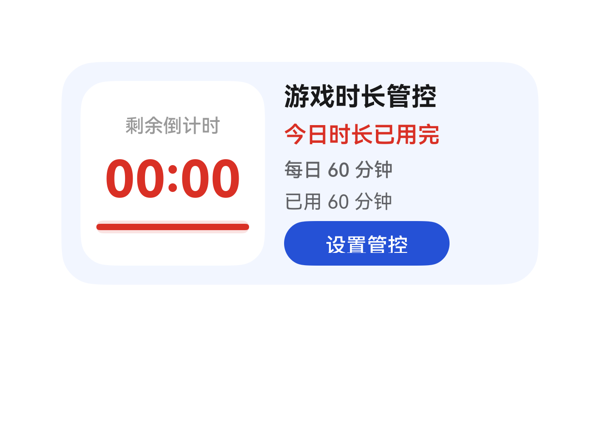 剩余倒计时
00:00
游戏时长管控
今日时长已用完
每日 60 分钟
已用 60 分钟
设置管控